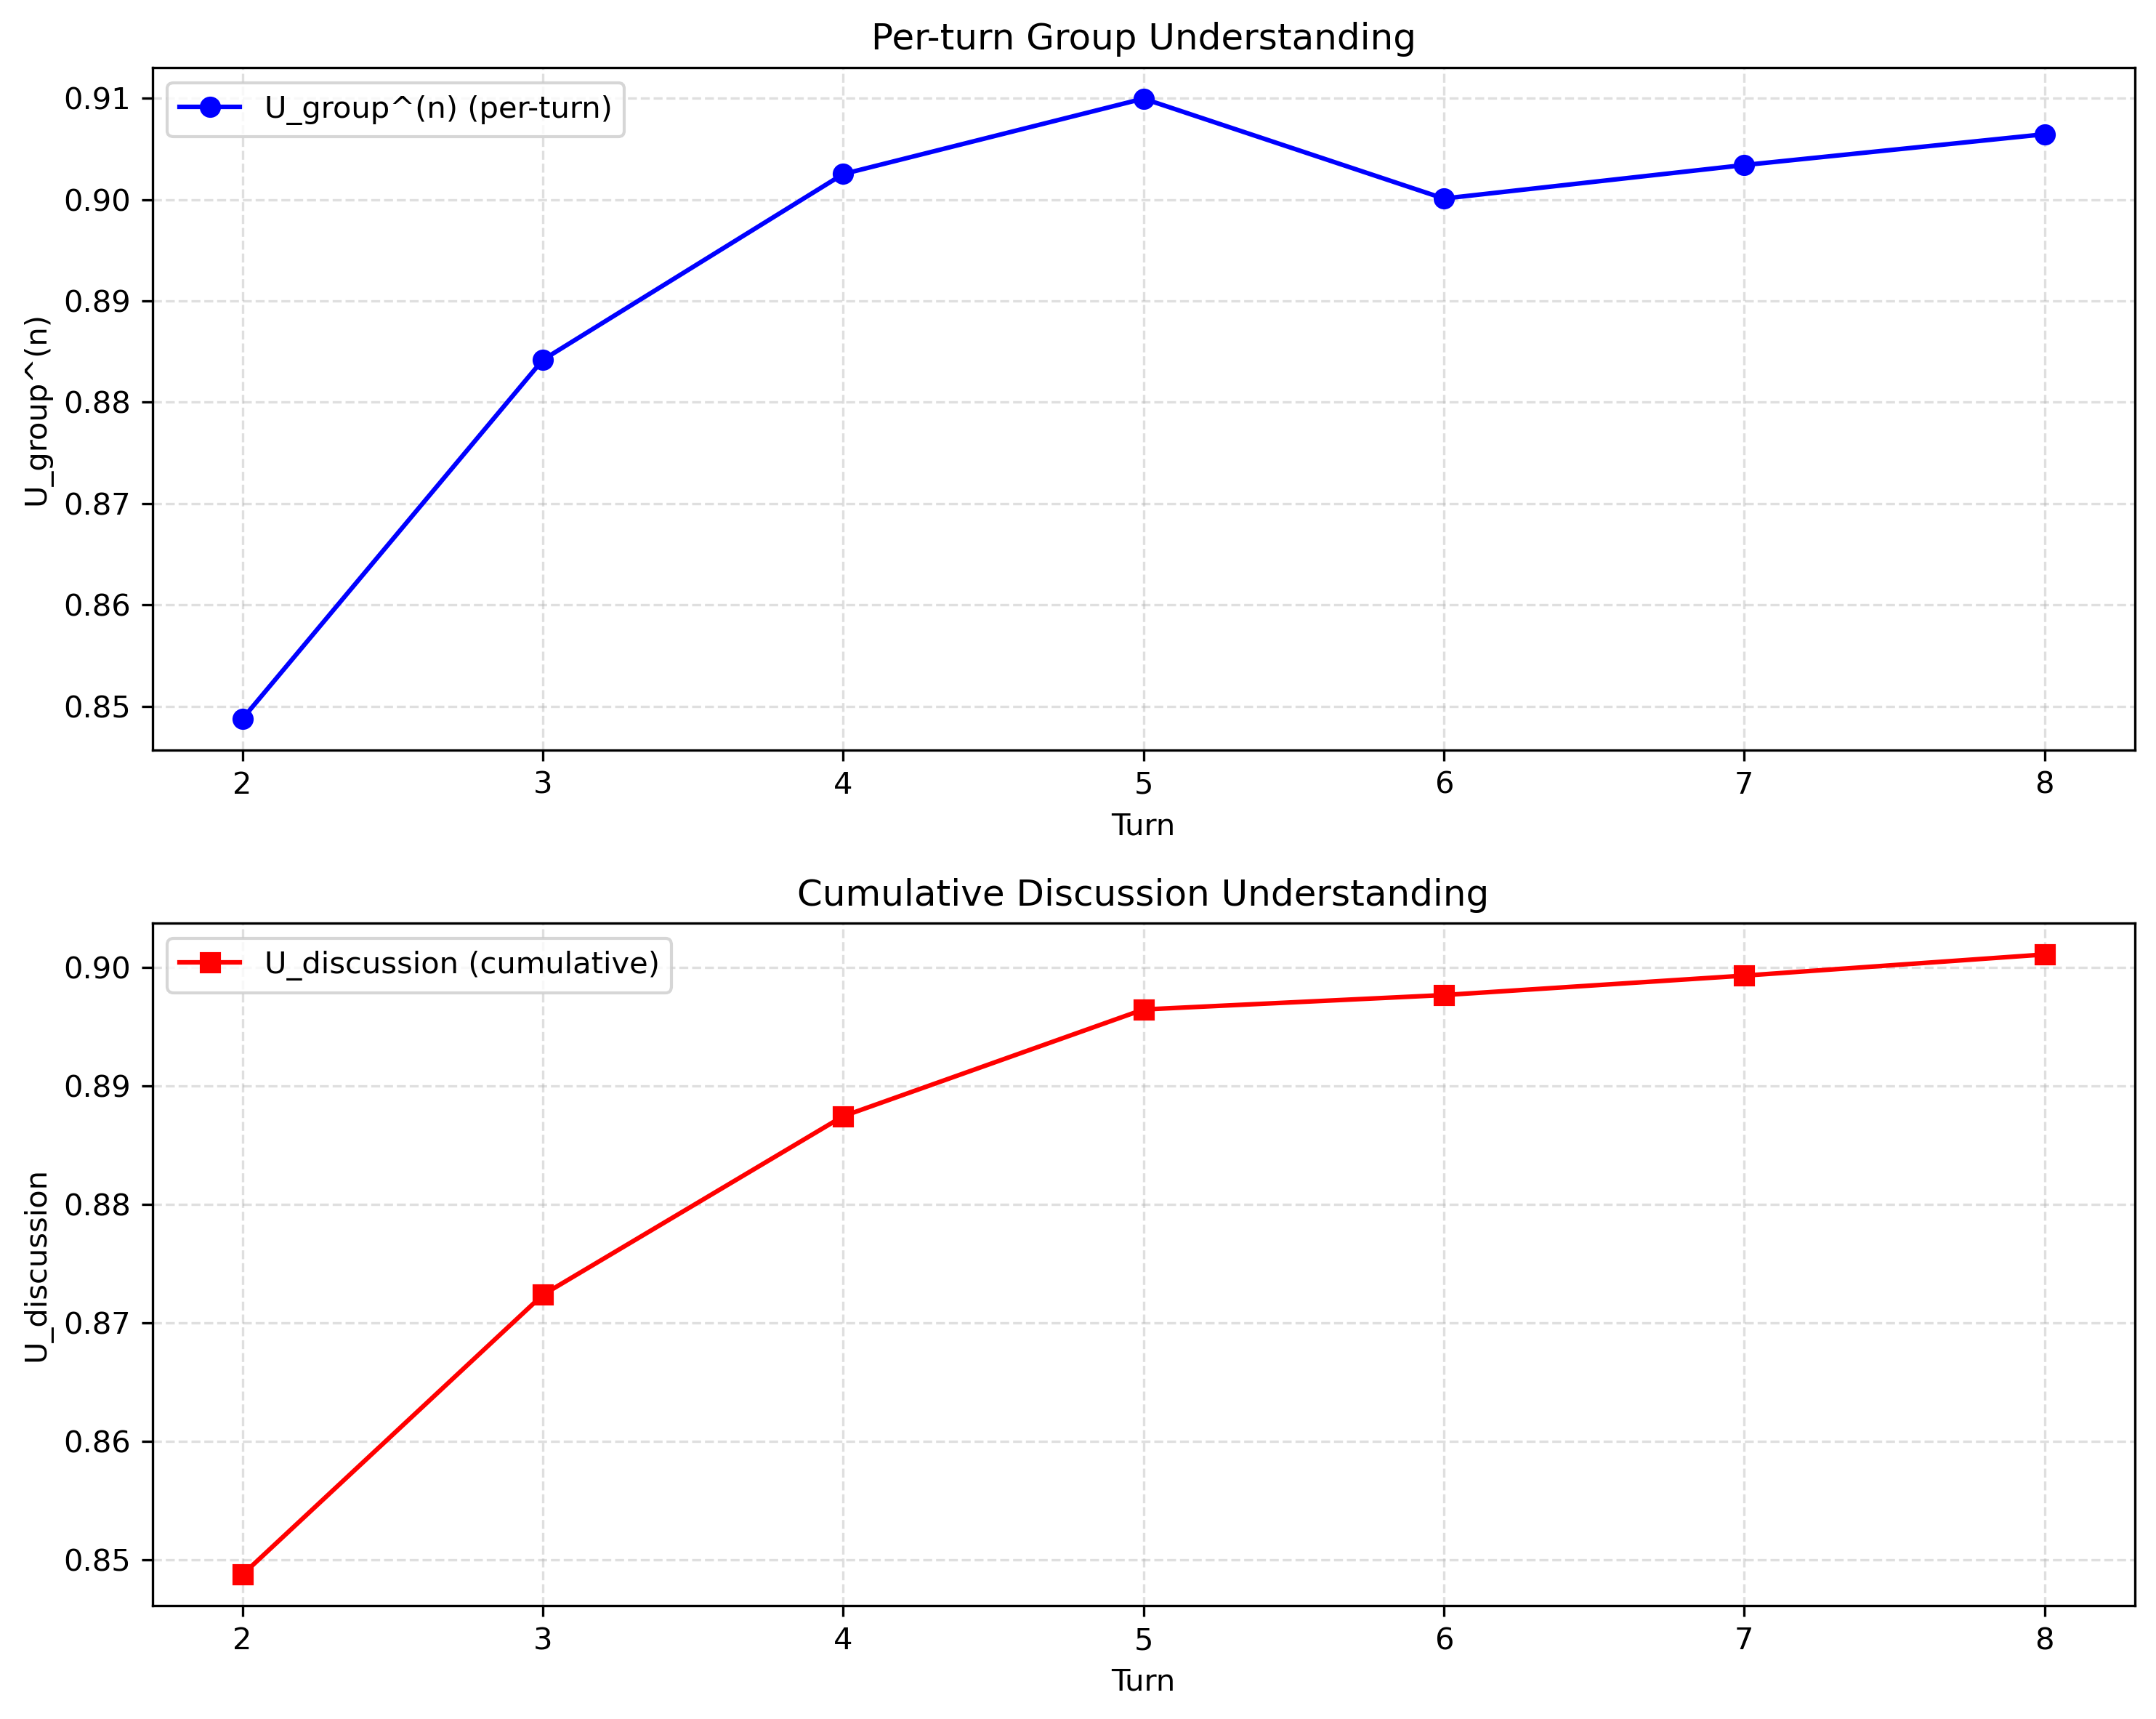 Per-turn Group Understanding
U_group^(n) (per-turn)
U_group^(n)
0.91
0.90
0.89
0.88
0.87
0.86
0.85
2 3 4 5 6 7 8
Turn
Cumulative Discussion Understanding
U_discussion (cumulative)
U_discussion
0.90
0.89
0.88
0.87
0.86
0.85
2 3 4 5 6 7 8
Turn